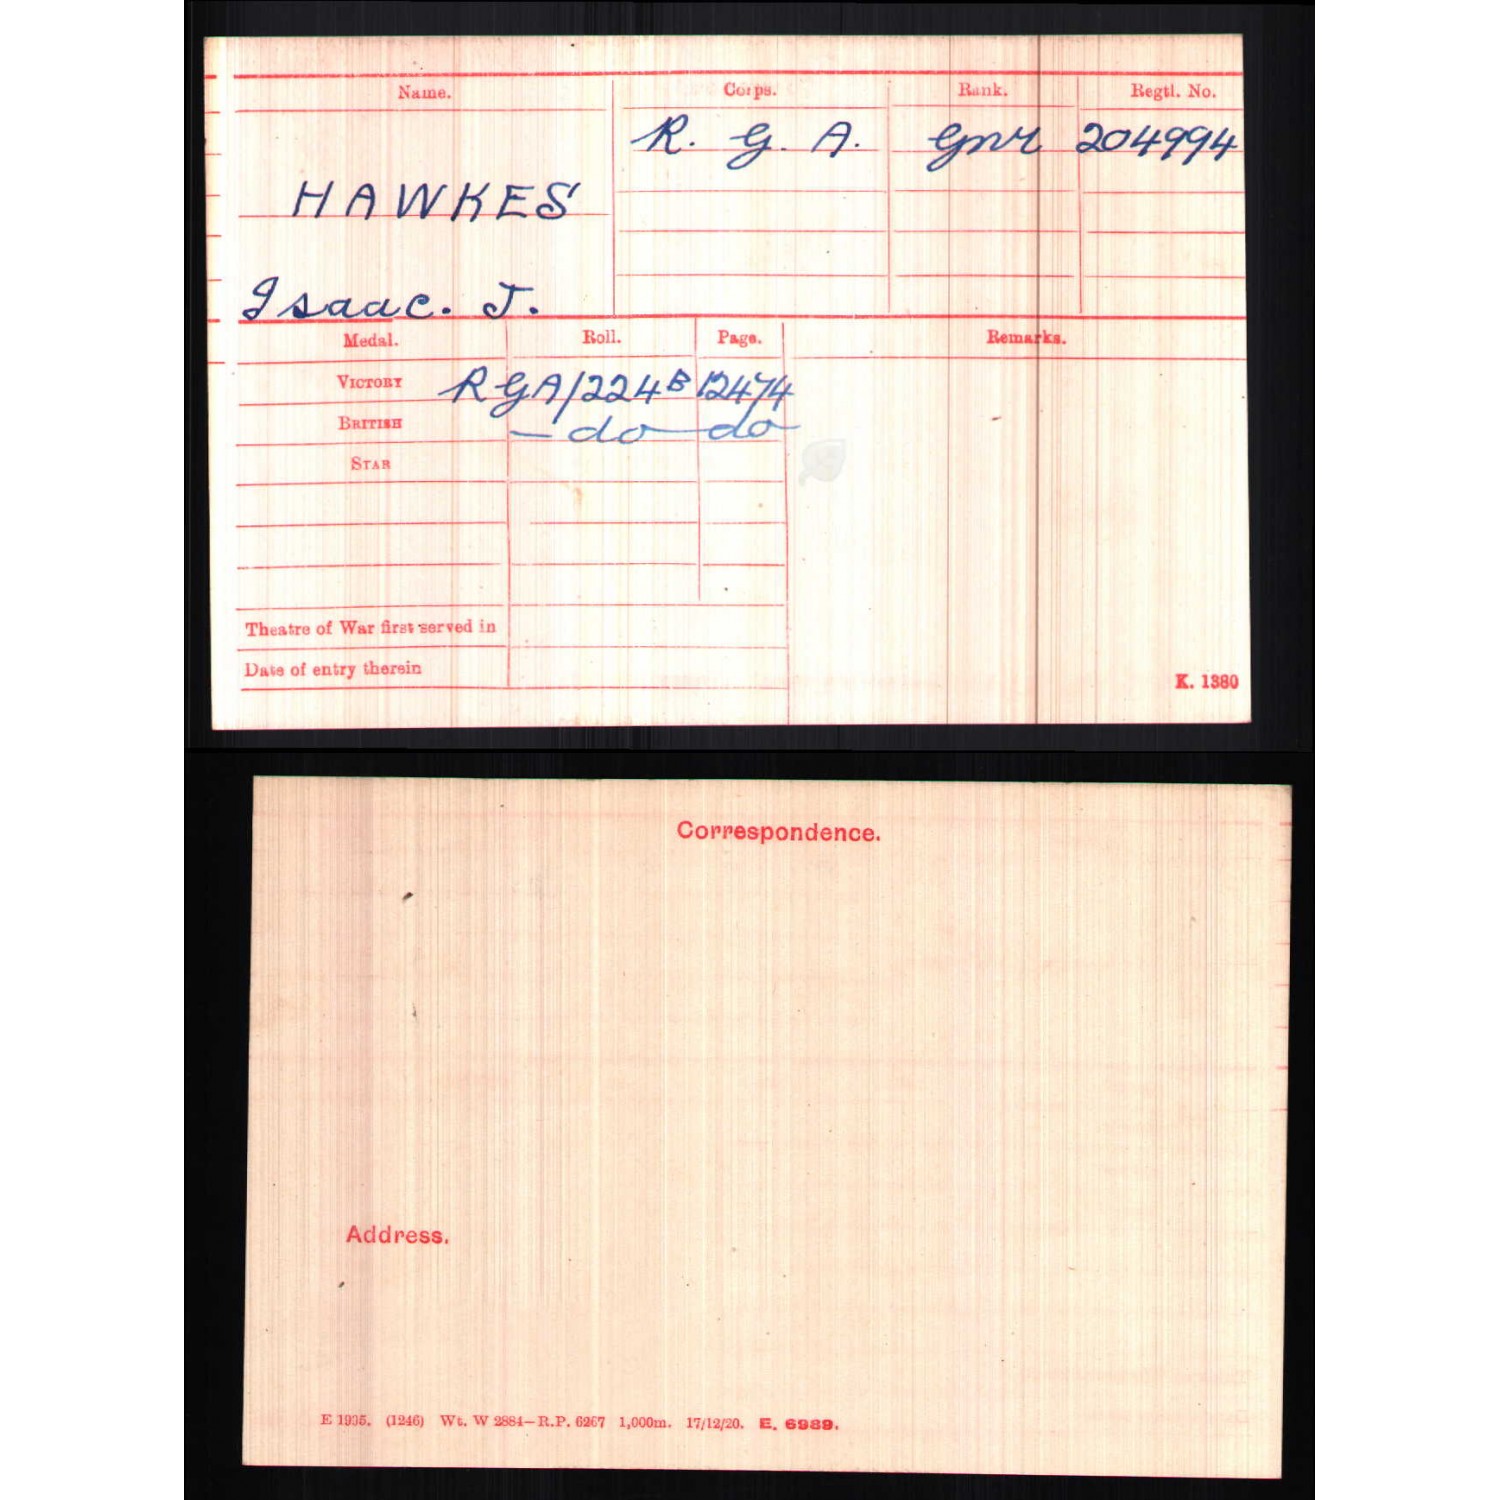 Name. Corps. Rank. Regtl. No.
R. G. A. Gnr 204994
HAWKES
Isaac. J.
Medal. Roll. Page. Remarks.
VICTORY RGA/224B 12474
BRITISH —do— do—
STAR
Theatre of War first served in
Date of entry therein
K. 1380
Correspondence.
Address.
E 1935. (1246) Wt. W 2884—R.P. 6267 1,000m. 17/12/20. E. 6989.